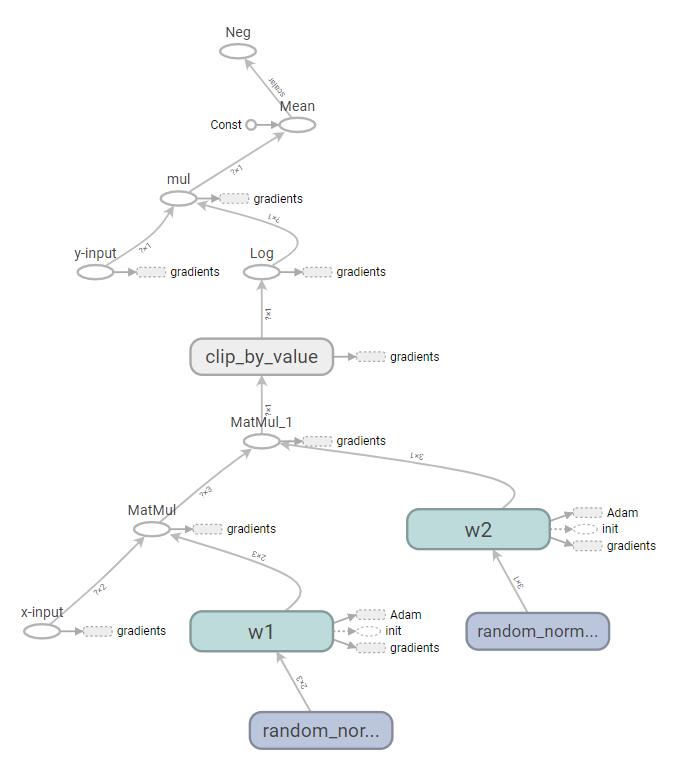 Neg
scalar
Mean
Const
?×1
mul
gradients
?×1
?×1
y-input
gradients
Log
gradients
?×1
clip_by_value
gradients
?×1
MatMul_1
gradients
3×1
?×3
MatMul
gradients
w2
Adam
init
gradients
2×3
?×2
3×1
x-input
gradients
w1
Adam
init
gradients
random_norm...
2×3
random_nor...